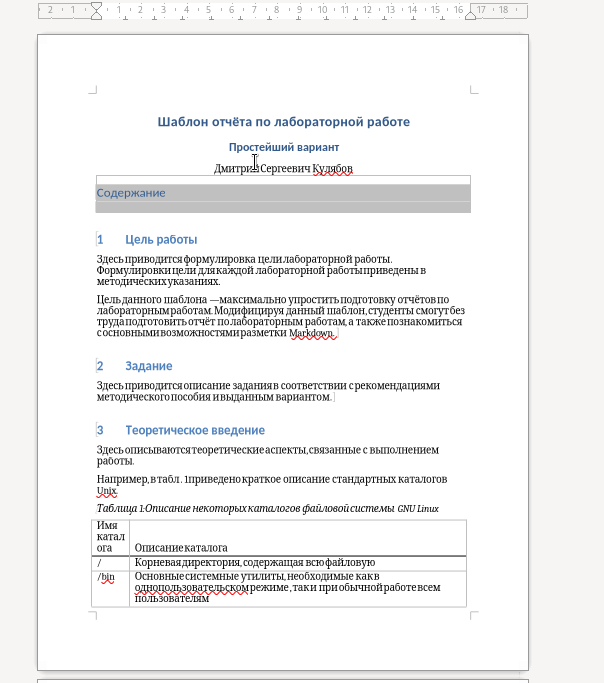 2 1 1 2 3 4 5 6 7 8 9 10 11 12 13 14 15 16 17 18
Шаблон отчёта по лабораторной работе
Простейший вариант
Дмитрий Сергеевич Кулябов
Содержание
1 Цель работы
Здесь приводится формулировка цели лабораторной работы.
Формулировки цели для каждой лабораторной работы приведены в
методических указаниях.
Цель данного шаблона — максимально упростить подготовку отчётов по
лабораторным работам. Модифицируя данный шаблон, студенты смогут без
труда подготовить отчёт по лабораторным работам, а также познакомиться
с основными возможностями разметки Markdown.
2 Задание
Здесь приводится описание задания в соответствии с рекомендациями
методического пособия и выданным вариантом.
3 Теоретическое введение
Здесь описываются теоретические аспекты, связанные с выполнением
работы.
Например, в табл. 1 приведено краткое описание стандартных каталогов
Unix.
Таблица 1: Описание некоторых каталогов файловой системы GNU Linux
Имя
катал
ога Описание каталога
/ Корневая директория, содержащая всю файловую
/bin Основные системные утилиты, необходимые как в
однопользовательском режиме, так и при обычной работе всем
пользователям